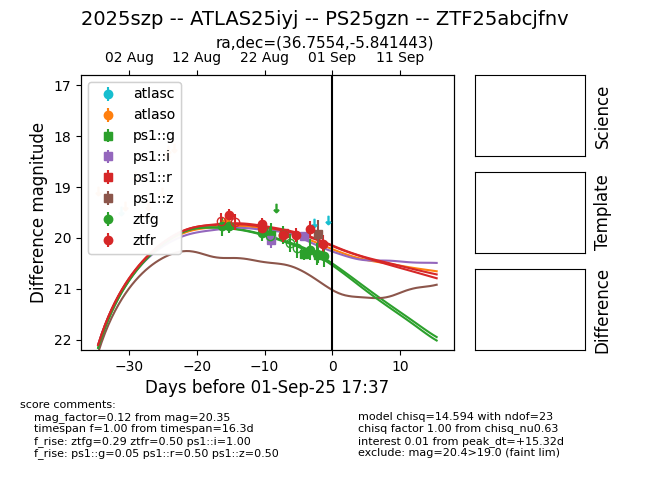 2025szp -- ATLAS25iyj -- PS25gzn -- ZTF25abcjfnv
ra,dec=(36.7554,-5.841443)
02 Aug 12 Aug 22 Aug 01 Sep 11 Sep
17
18
19
20
21
22
Difference magnitude
atlasc
atlaso
ps1::g
ps1::i
ps1::r
ps1::z
ztfg
ztfr
−30 −20 −10 0 10
Days before 01-Sep-25 17:37
Science
Template
Difference
score comments:
mag_factor=0.12 from mag=20.35
timespan f=1.00 from timespan=16.3d
f_rise: ztfg=0.29 ztfr=0.50 ps1::i=1.00
f_rise: ps1::g=0.05 ps1::r=0.50 ps1::z=0.50
model chisq=14.594 with ndof=23
chisq factor 1.00 from chisq_nu0.63
interest 0.01 from peak_dt=+15.32d
exclude: mag=20.4>19.0 (faint lim)